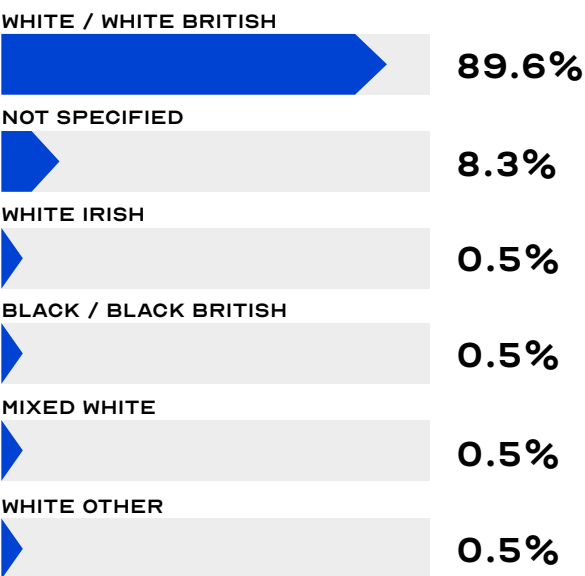 WHITE / WHITE BRITISH
89.6%
NOT SPECIFIED
8.3%
WHITE IRISH
0.5%
BLACK / BLACK BRITISH
0.5%
MIXED WHITE
0.5%
WHITE OTHER
0.5%